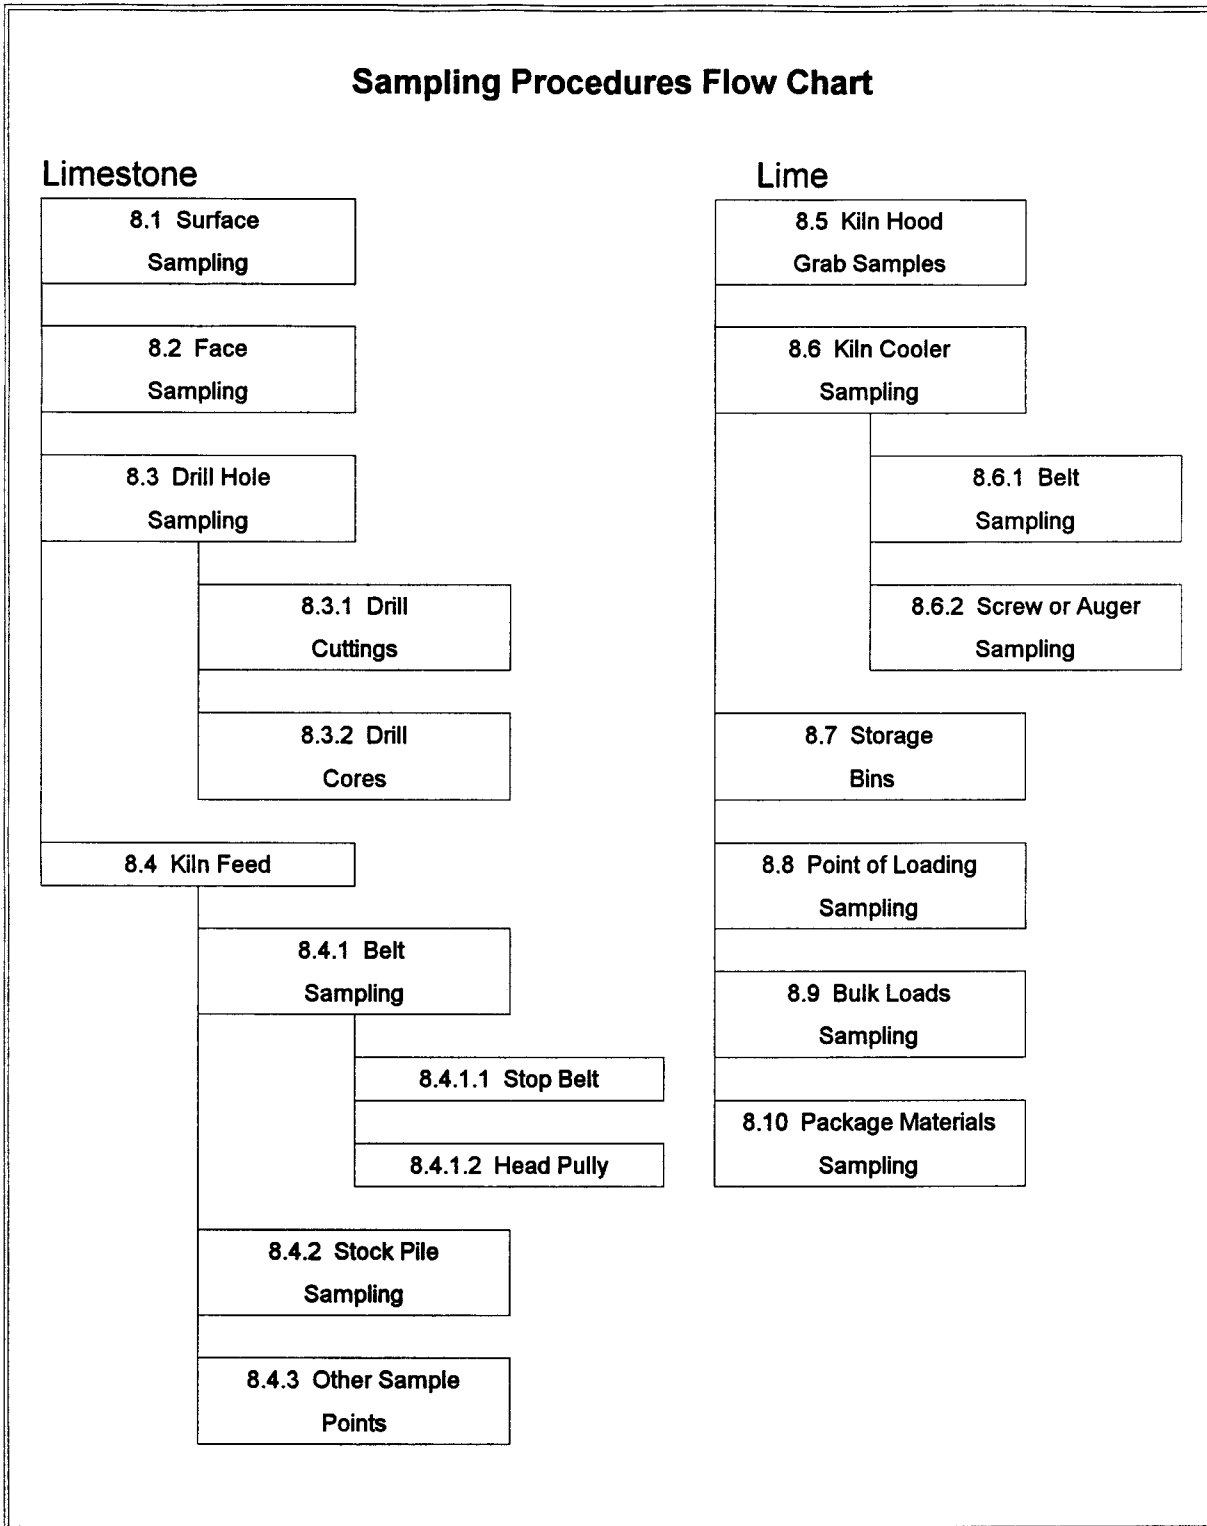 Sampling Procedures Flow Chart
Limestone
8.1 Surface
Sampling
8.2 Face
Sampling
8.3 Drill Hole
Sampling
8.3.1 Drill
Cuttings
8.3.2 Drill
Cores
8.4 Kiln Feed
8.4.1 Belt
Sampling
8.4.1.1 Stop Belt
8.4.1.2 Head Pully
8.4.2 Stock Pile
Sampling
8.4.3 Other Sample
Points
Lime
8.5 Kiln Hood
Grab Samples
8.6 Kiln Cooler
Sampling
8.6.1 Belt
Sampling
8.6.2 Screw or Auger
Sampling
8.7 Storage
Bins
8.8 Point of Loading
Sampling
8.9 Bulk Loads
Sampling
8.10 Package Materials
Sampling